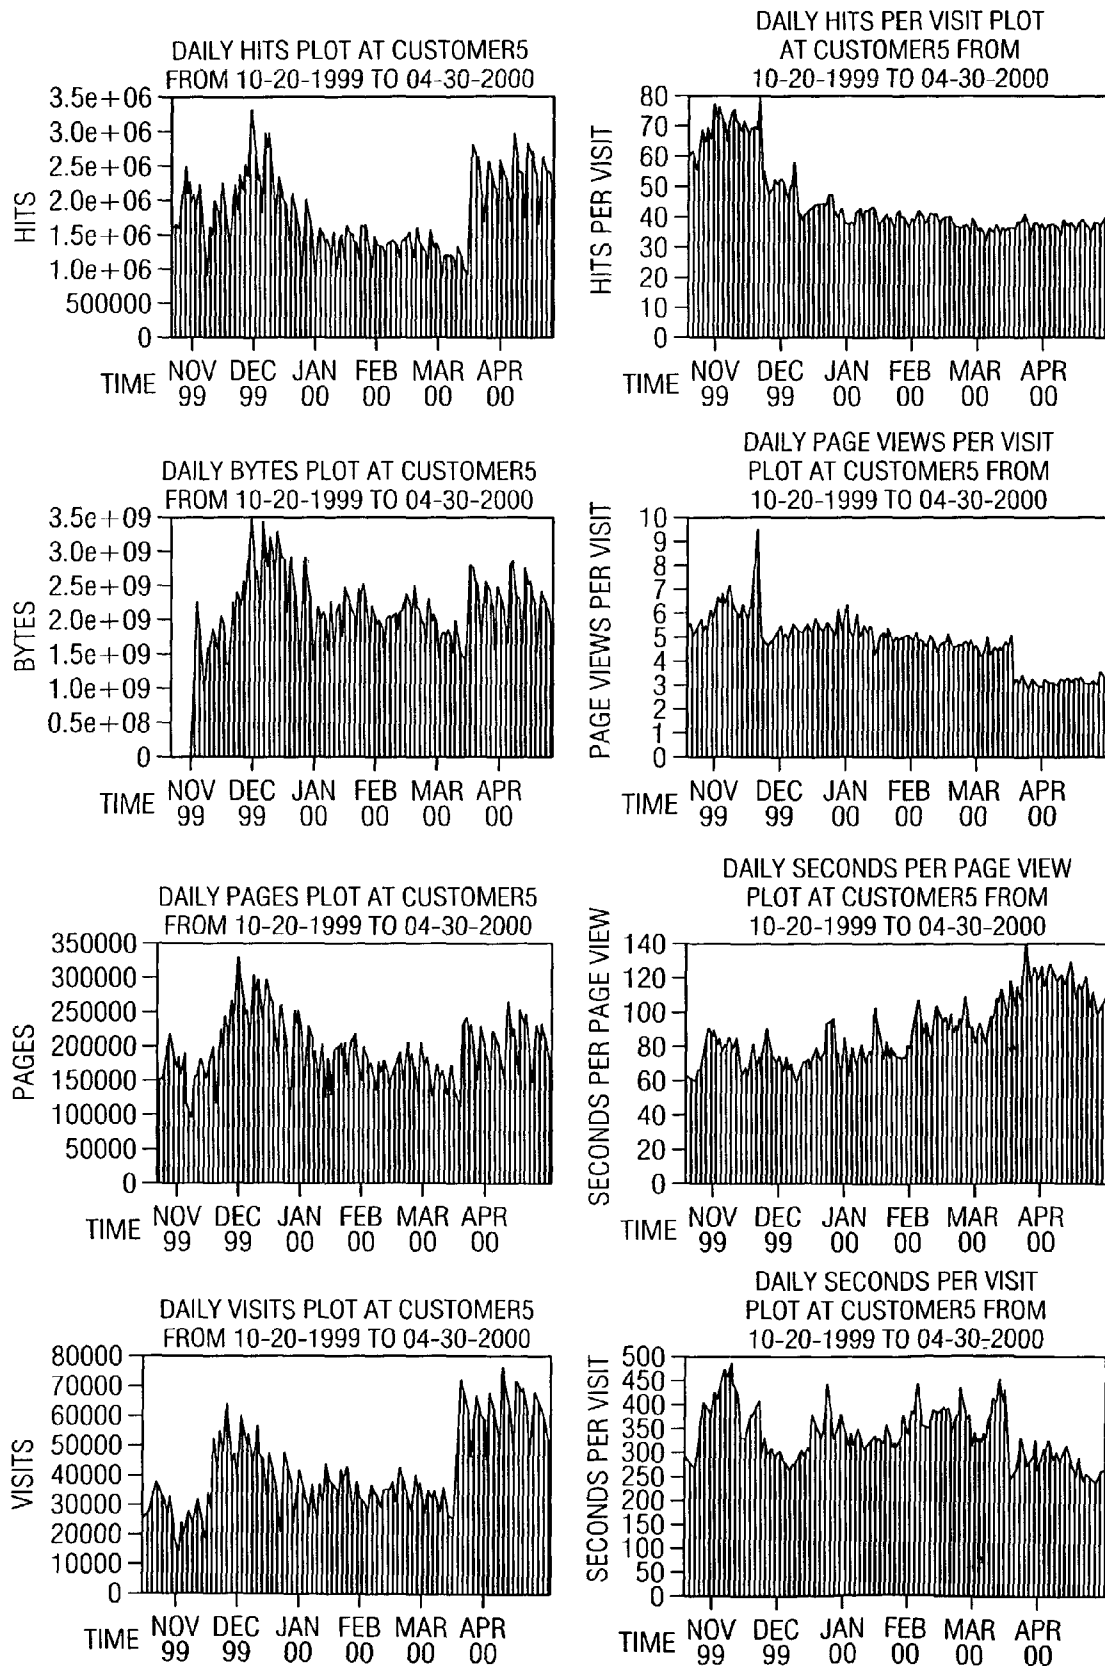 DAILY HITS PLOT AT CUSTOMER5
FROM 10-20-1999 TO 04-30-2000
3.5e+06
3.0e+06
2.5e+06
2.0e+06
1.5e+06
1.0e+06
500000
0
HITS
TIME NOV DEC JAN FEB MAR APR
99 99 00 00 00 00
DAILY HITS PER VISIT PLOT
AT CUSTOMER5 FROM
10-20-1999 TO 04-30-2000
80
70
60
50
40
30
20
10
0
HITS PER VISIT
TIME NOV DEC JAN FEB MAR APR
99 99 00 00 00 00
DAILY BYTES PLOT AT CUSTOMER5
FROM 10-20-1999 TO 04-30-2000
3.5e+09
3.0e+09
2.5e+09
2.0e+09
1.5e+09
1.0e+09
0.5e+08
0
BYTES
TIME NOV DEC JAN FEB MAR APR
99 99 00 00 00 00
DAILY PAGE VIEWS PER VISIT
PLOT AT CUSTOMER5 FROM
10-20-1999 TO 04-30-2000
10
9
8
7
6
5
4
3
2
1
0
PAGE VIEWS PER VISIT
TIME NOV DEC JAN FEB MAR APR
99 99 00 00 00 00
DAILY PAGES PLOT AT CUSTOMER5
FROM 10-20-1999 TO 04-30-2000
350000
300000
250000
200000
150000
100000
50000
0
PAGES
TIME NOV DEC JAN FEB MAR APR
99 99 00 00 00 00
DAILY SECONDS PER PAGE VIEW
PLOT AT CUSTOMER5 FROM
10-20-1999 TO 04-30-2000
140
120
100
80
60
40
20
0
SECONDS PER PAGE VIEW
TIME NOV DEC JAN FEB MAR APR
99 99 00 00 00 00
DAILY VISITS PLOT AT CUSTOMER5
FROM 10-20-1999 TO 04-30-2000
80000
70000
60000
50000
40000
30000
20000
10000
0
VISITS
TIME NOV DEC JAN FEB MAR APR
99 99 00 00 00 00
DAILY SECONDS PER VISIT
PLOT AT CUSTOMER5 FROM
10-20-1999 TO 04-30-2000
500
450
400
350
300
250
200
150
100
50
0
SECONDS PER VISIT
TIME NOV DEC JAN FEB MAR APR
99 99 00 00 00 00